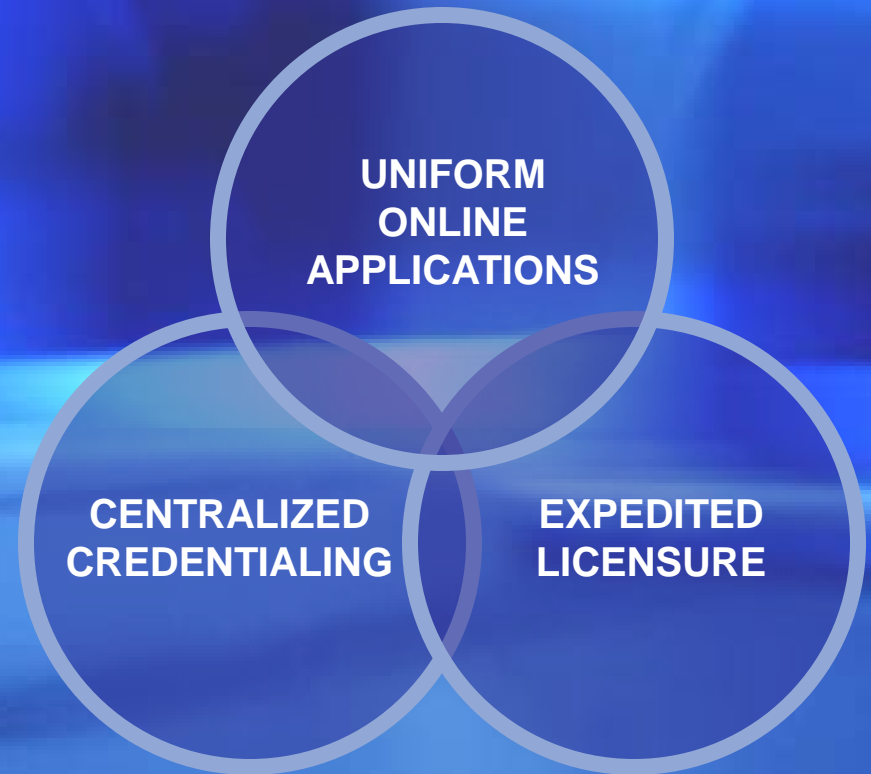 UNIFORM
ONLINE
APPLICATIONS
CENTRALIZED
CREDENTIALING
EXPEDITED
LICENSURE